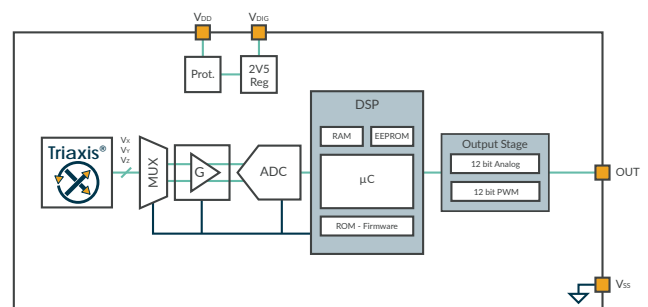 VDD
VDIG
Prot.
2V5
Reg
DSP
RAM
EEPROM
Triaxis®
VX
VY
VZ
MUX
G
ADC
µC
ROM - Firmware
Output Stage
12 bit Analog
12 bit PWM
OUT
VSS